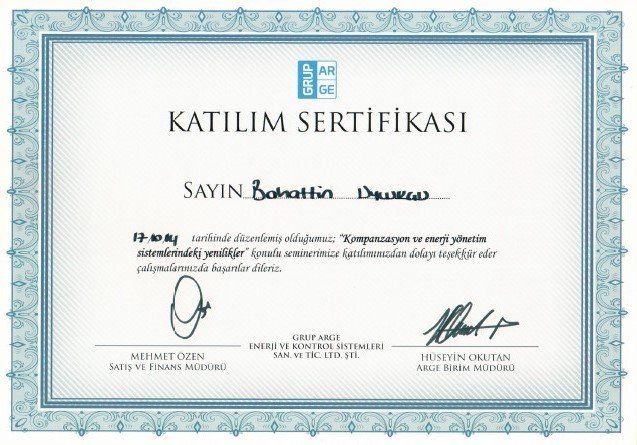 GRUP
AR
GE
KATILIM SERTİFİKASI
SAYIN Bahattin
17/10/14 tarihinde düzenlemiş olduğumuz; "Kompanzasyon ve enerji yönetim
sistemlerindeki yenilikler" konulu seminerimize katılımınızdan dolayı teşekkür eder
çalışmalarınızda başarılar dileriz.
MEHMET ÖZEN
SATIŞ VE FİNANS MÜDÜRÜ
GRUP ARGE
ENERJİ VE KONTROL SİSTEMLERİ
SAN. VE TİC. LTD. ŞTİ.
HÜSEYİN OKUTAN
ARGE BİRİM MÜDÜRÜ